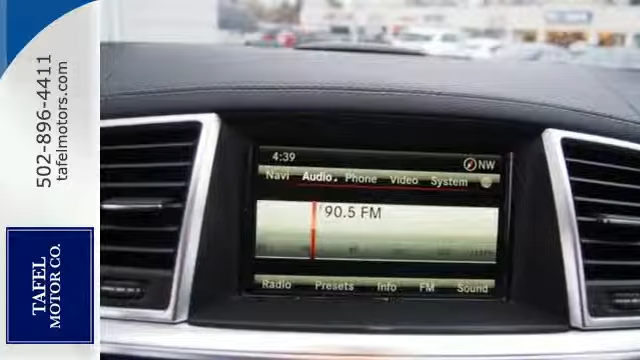 502-896-4411
tafelmotors.com
TAFEL
MOTOR CO.
4:39
NW
Navi Audio Phone Video System
90.5 FM
Radio Presets Info FM Sound